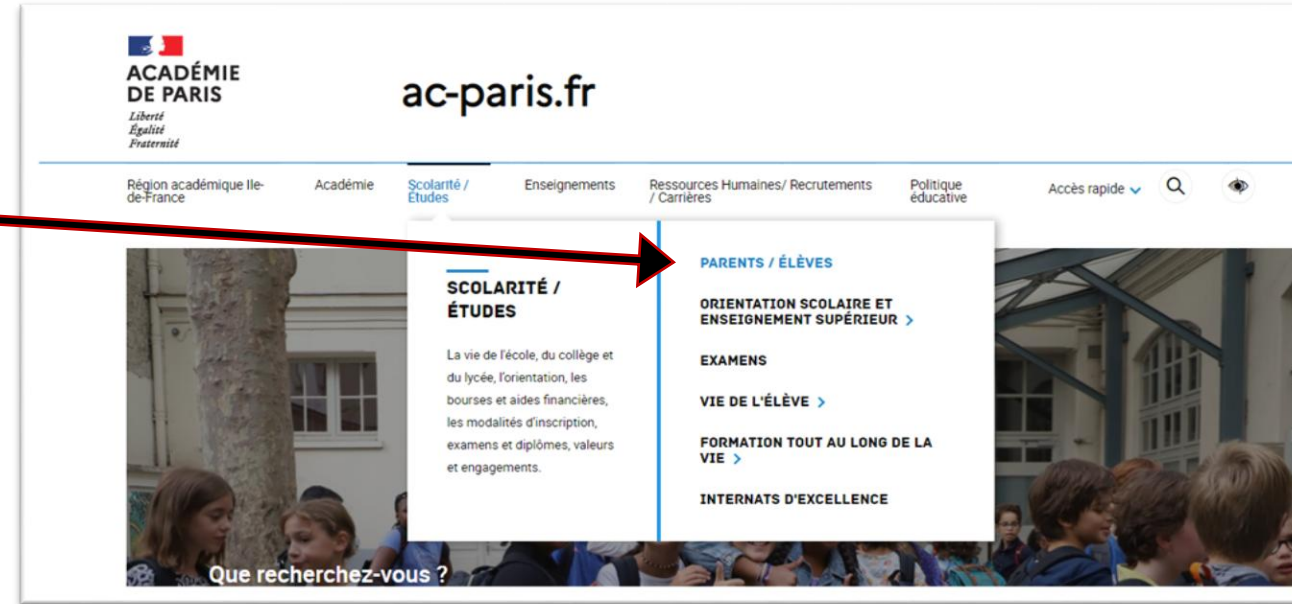 ACADÉMIE
DE PARIS
Liberté
Égalité
Fraternité
ac-paris.fr
Région académique Ile-
de-France
Académie
Scolarité /
Études
Enseignements
Ressources Humaines/ Recrutements
/ Carrières
Politique
éducative
Accès rapide
SCOLARITÉ /
ÉTUDES
La vie de l'école, du collège et
du lycée, l'orientation, les
bourses et aides financières,
les modalités d'inscription,
examens et diplômes, valeurs
et engagements.
PARENTS / ÉLÈVES
ORIENTATION SCOLAIRE ET
ENSEIGNEMENT SUPÉRIEUR >
EXAMENS
VIE DE L'ÉLÈVE >
FORMATION TOUT AU LONG DE LA
VIE >
INTERNATS D'EXCELLENCE
Que recherchez-vous ?